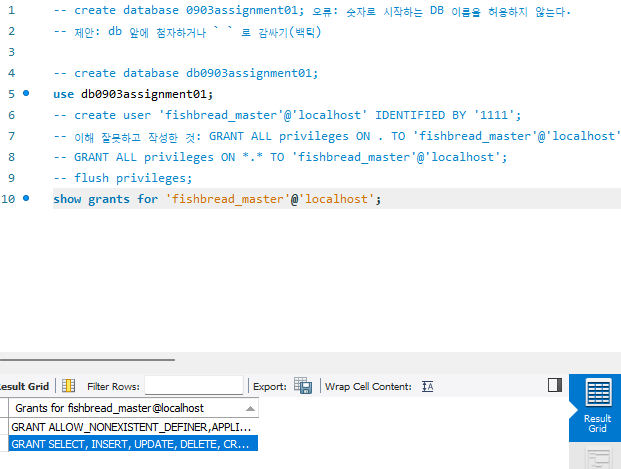 1 -- create database 0903assignment01; 오류: 숫자로 시작하는 DB 이름을 허용하지 않는다.
2 -- 제안: db 앞에 첨자하거나 ` ` 로 감싸기(백틱)
3
4 -- create database db0903assignment01;
5 use db0903assignment01;
6 -- create user 'fishbread_master'@'localhost' IDENTIFIED BY '1111';
7 -- 이해 잘못하고 작성한 것: GRANT ALL privileges ON . TO 'fishbread_master'@'localhost'
8 -- GRANT ALL privileges ON *.* TO 'fishbread_master'@'localhost';
9 -- flush privileges;
10 show grants for 'fishbread_master'@'localhost';
esult Grid Filter Rows: Export: Wrap Cell Content:
Grants for fishbread_master@localhost
GRANT ALLOW_NONEXISTENT_DEFINER,APPLI...
GRANT SELECT, INSERT, UPDATE, DELETE, CR...
Result
Grid